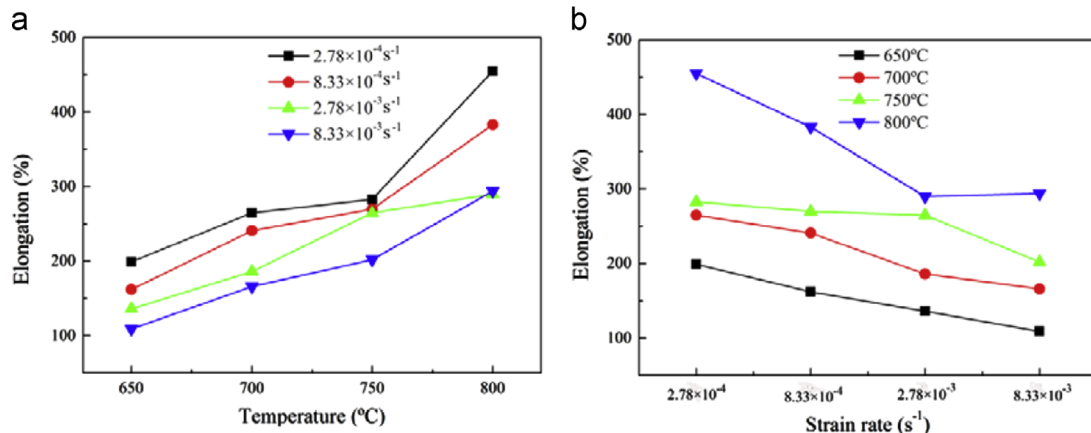 a
500
400
300
200
100
Elongation (%)
2.78×10⁻⁴s⁻¹
8.33×10⁻⁴s⁻¹
2.78×10⁻³s⁻¹
8.33×10⁻³s⁻¹
650 700 750 800
Temperature (ºC)
b
500
400
300
200
100
Elongation (%)
650ºC
700ºC
750ºC
800ºC
2.78×10⁻⁴ 8.33×10⁻⁴ 2.78×10⁻³ 8.33×10⁻³
Strain rate (s⁻¹)